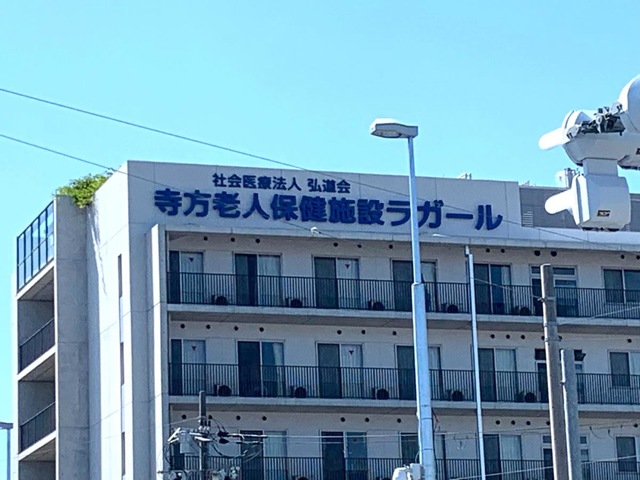 社会医療法人 弘道会
寺方老人保健施設ラガール